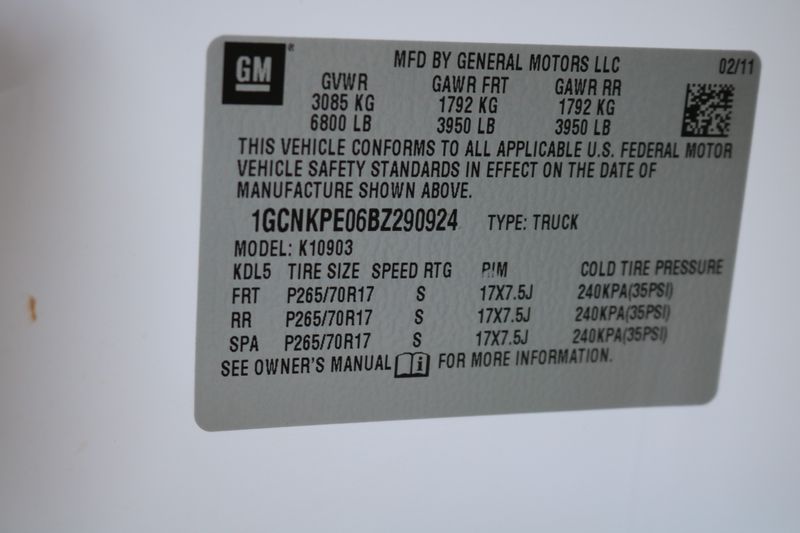 GM
MFD BY GENERAL MOTORS LLC 02/11
GVWR GAWR FRT GAWR RR
3085 KG 1792 KG 1792 KG
6800 LB 3950 LB 3950 LB
THIS VEHICLE CONFORMS TO ALL APPLICABLE U.S. FEDERAL MOTOR
VEHICLE SAFETY STANDARDS IN EFFECT ON THE DATE OF
MANUFACTURE SHOWN ABOVE.
1GCNKPE06BZ290924 TYPE: TRUCK
MODEL: K10903
KDL5 TIRE SIZE SPEED RTG RIM COLD TIRE PRESSURE
FRT P265/70R17 S 17X7.5J 240KPA(35PSI)
RR P265/70R17 S 17X7.5J 240KPA(35PSI)
SPA P265/70R17 S 17X7.5J 240KPA(35PSI)
SEE OWNER'S MANUAL i FOR MORE INFORMATION.